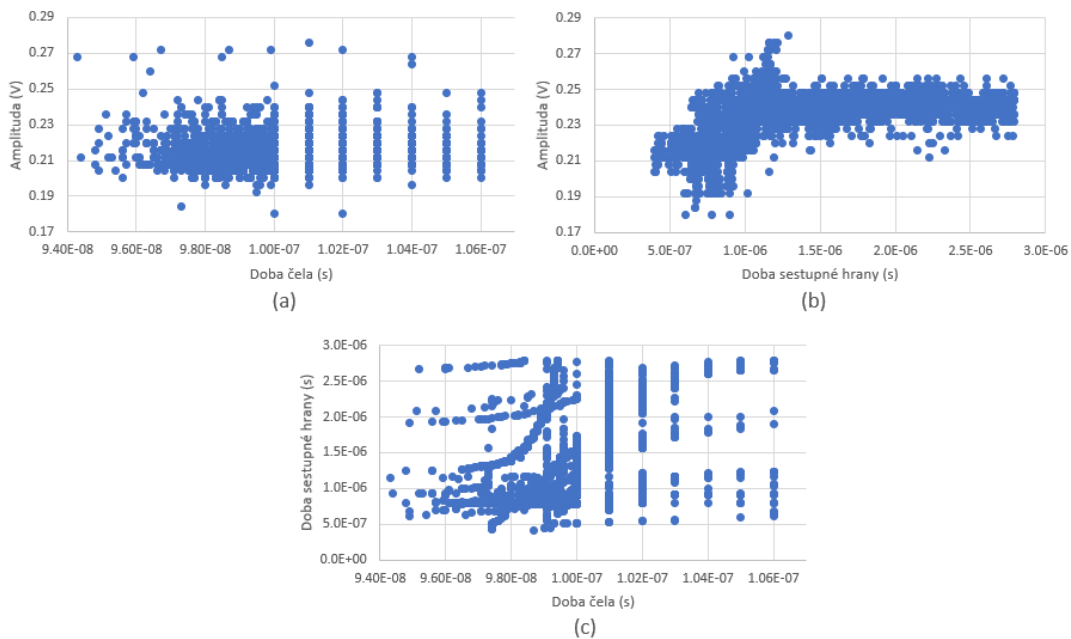 0.29
0.27
0.25
0.23
0.21
0.19
0.17
Amplituda (V)
9.40E-08 9.60E-08 9.80E-08 1.00E-07 1.02E-07 1.04E-07 1.06E-07
Doba čela (s)
(a)
0.29
0.27
0.25
0.23
0.21
0.19
0.17
Amplituda (V)
0.0E+00 5.0E-07 1.0E-06 1.5E-06 2.0E-06 2.5E-06 3.0E-06
Doba sestupné hrany (s)
(b)
3.0E-06
2.5E-06
2.0E-06
1.5E-06
1.0E-06
5.0E-07
0.0E+00
Doba sestupné hrany (s)
9.40E-08 9.60E-08 9.80E-08 1.00E-07 1.02E-07 1.04E-07 1.06E-07
Doba čela (s)
(c)